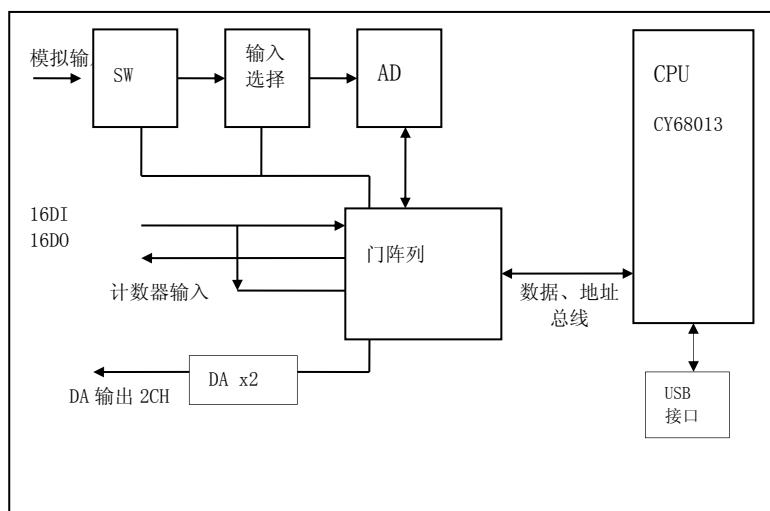 模拟输
SW
输入
选择
AD
CPU
CY68013
16DI
16DO
门阵列
计数器输入
数据、地址
总线
DA 输出 2CH
DA x2
USB
接口